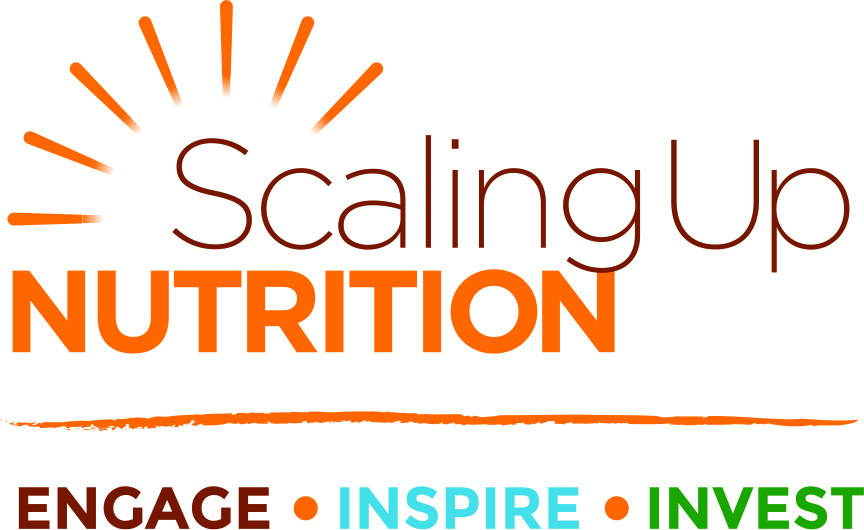 Scaling Up
NUTRITION
ENGAGE • INSPIRE • INVEST